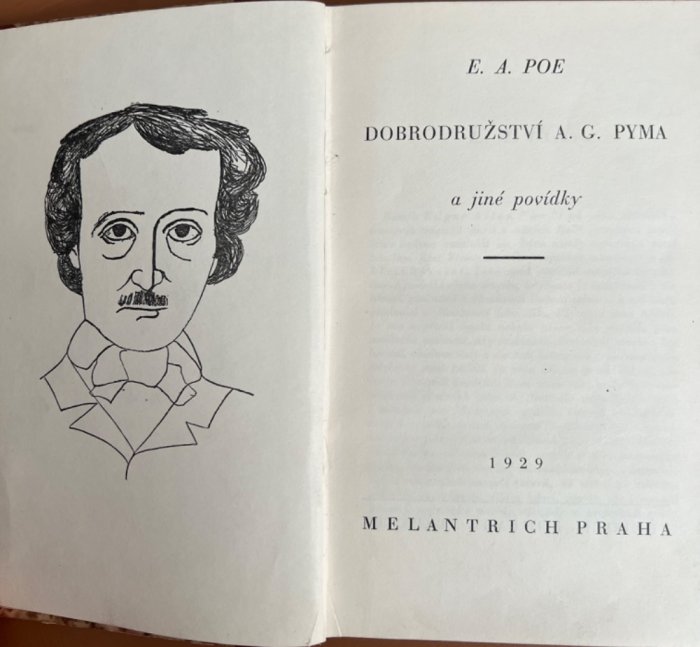 E. A. POE
DOBRODRUŽSTVÍ A. G. PYMA
a jiné povídky
1929
MELANTRICH PRAHA